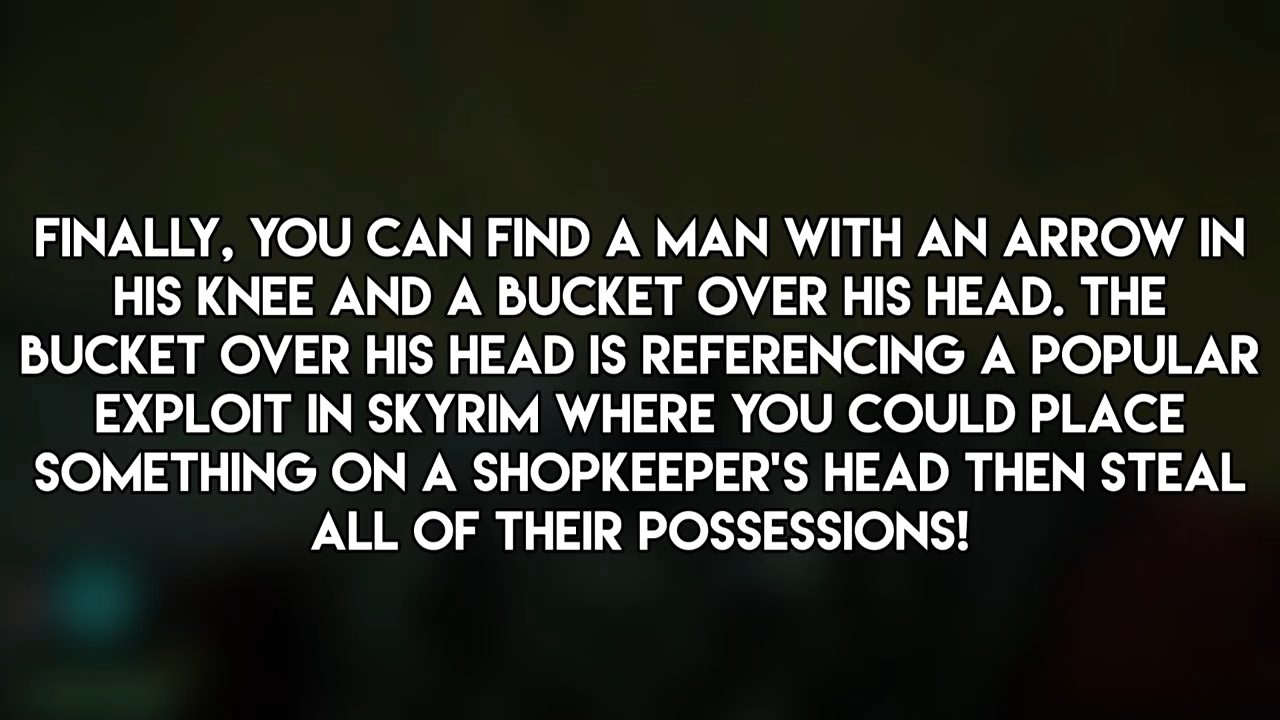 FINALLY, YOU CAN FIND A MAN WITH AN ARROW IN
HIS KNEE AND A BUCKET OVER HIS HEAD. THE
BUCKET OVER HIS HEAD IS REFERENCING A POPULAR
EXPLOIT IN SKYRIM WHERE YOU COULD PLACE
SOMETHING ON A SHOPKEEPER'S HEAD THEN STEAL
ALL OF THEIR POSSESSIONS!